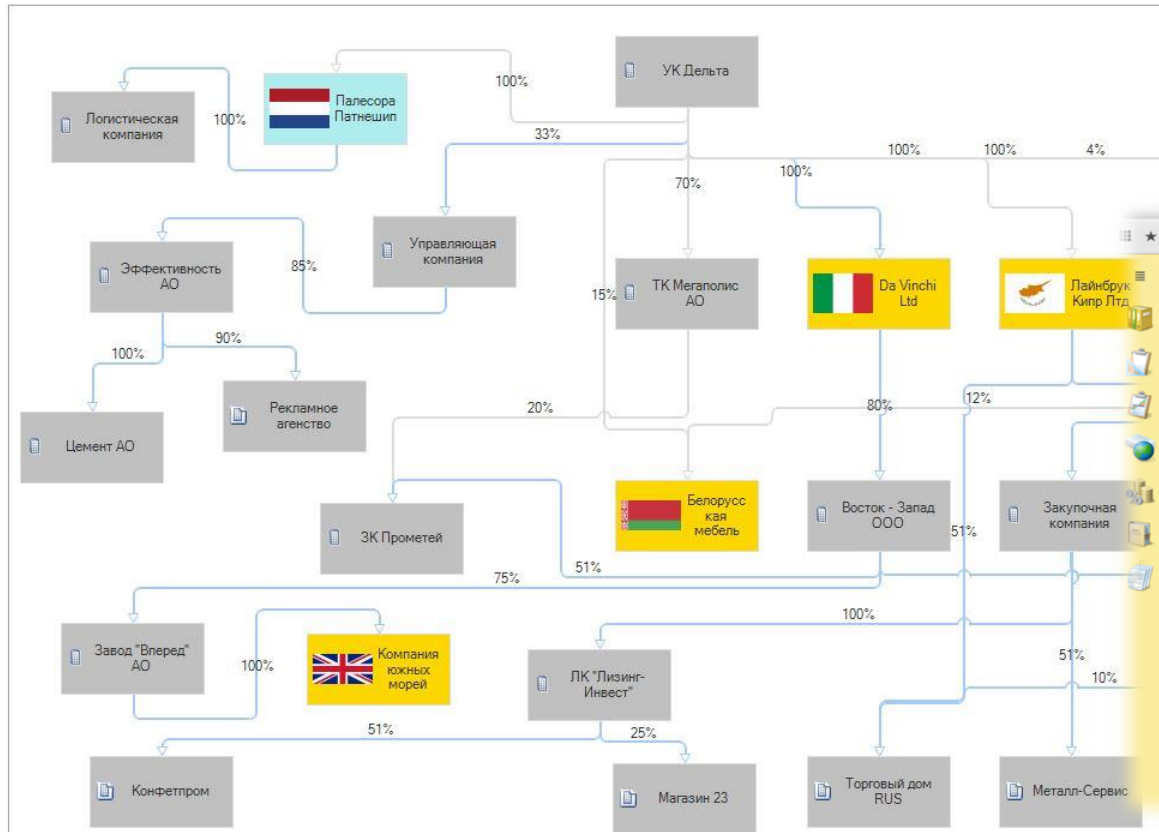 УК Дельта
100%
Палесора
Патнешип
100%
Логистическая
компания
33%
100%
100%
4%
100%
70%
Управляющая
компания
85%
Эффективность
АО
15%
ТК Мегаполис
АО
Da Vinchi
Ltd
Лайнбрук
Кипр Лтд
90%
100%
Рекламное
агенство
Цемент АО
20%
80%
12%
ЗК Прометей
Белорусс
кая
мебель
Восток - Запад
ООО
Закупочная
компания
51%
51%
75%
100%
Завод "Вперед"
АО
100%
Компания
южных
морей
ЛК "Лизинг-
Инвест"
51%
10%
51%
25%
Конфетпром
Магазин 23
Торговый дом
RUS
Металл-Сервис